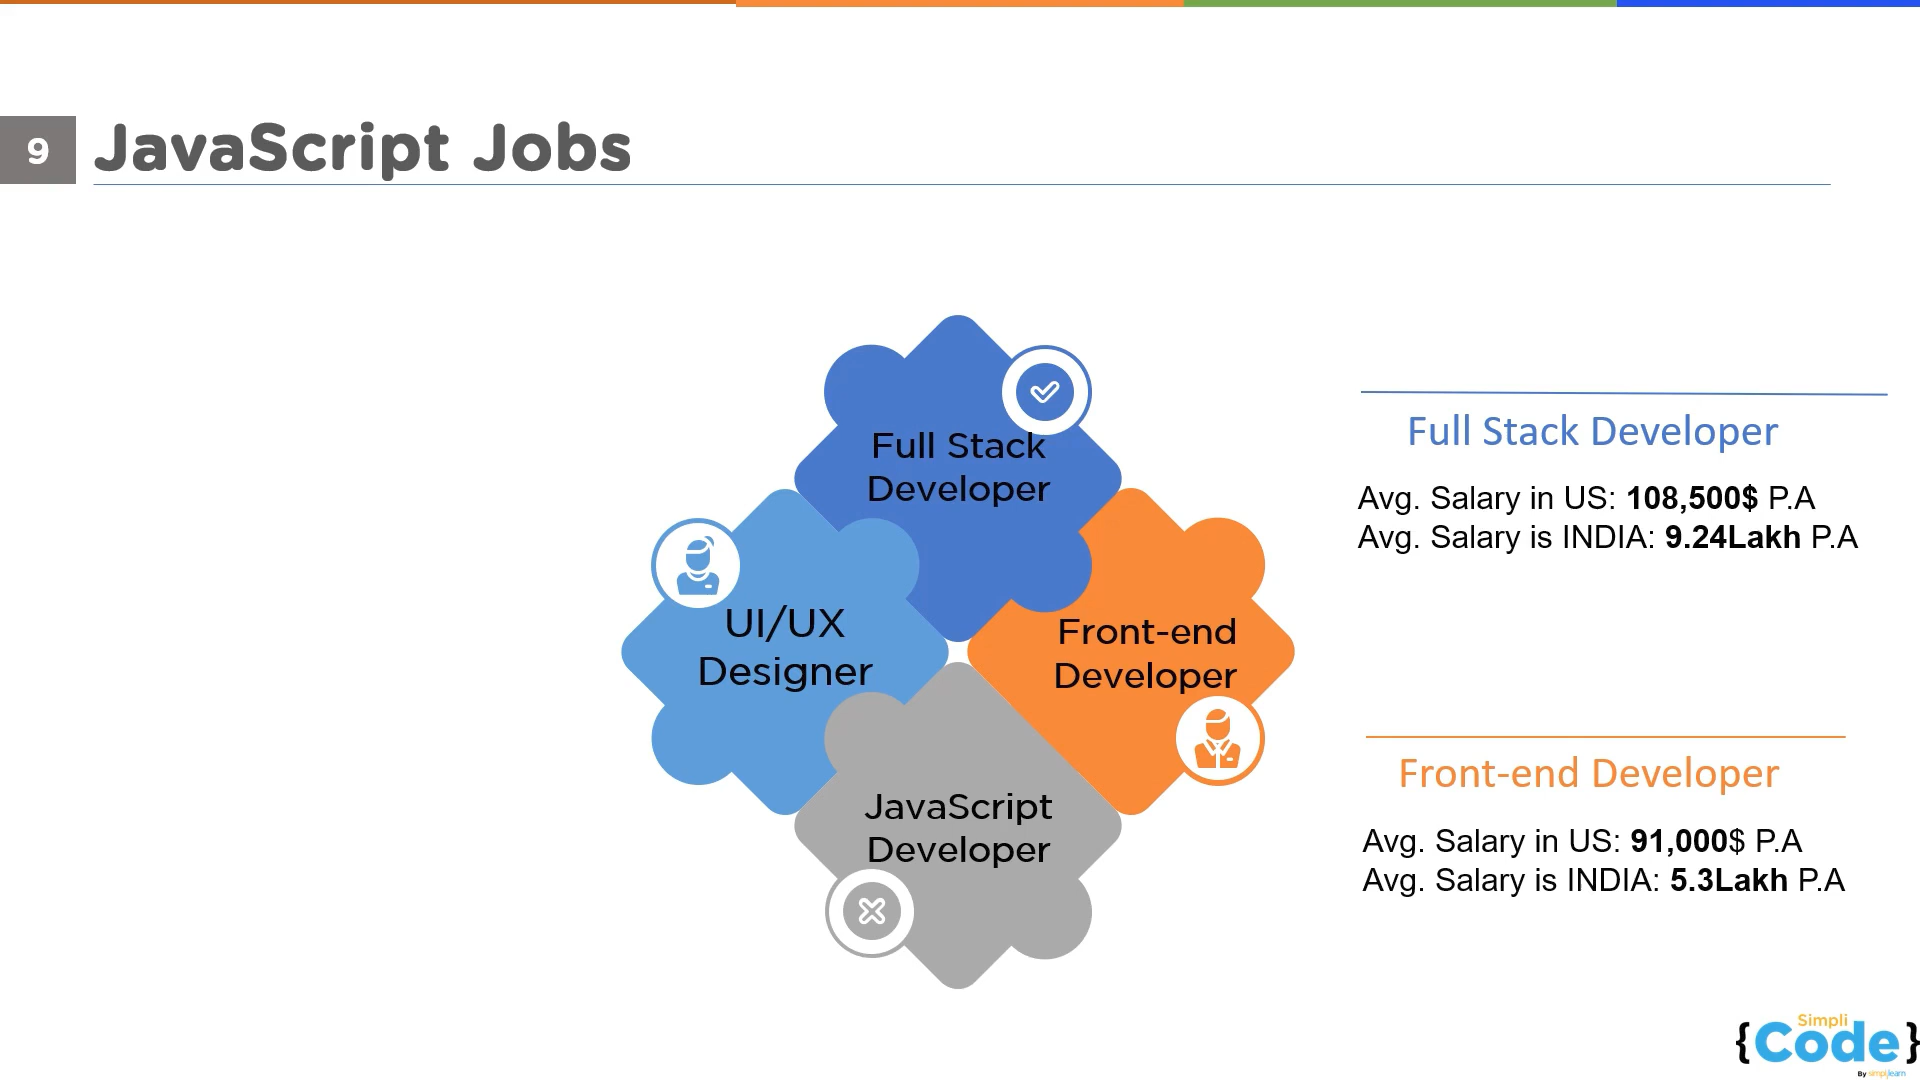 9
JavaScript Jobs
Full Stack
Developer
UI/UX
Designer
Front-end
Developer
JavaScript
Developer
Full Stack Developer
Avg. Salary in US: 108,500$ P.A
Avg. Salary is INDIA: 9.24Lakh P.A
Front-end Developer
Avg. Salary in US: 91,000$ P.A
Avg. Salary is INDIA: 5.3Lakh P.A
Simpli
{Code}
By simplilearn